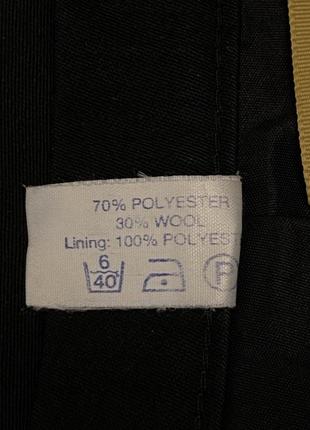 70% POLYESTER
30% WOOL
Lining: 100% POLYEST
6
40°
P